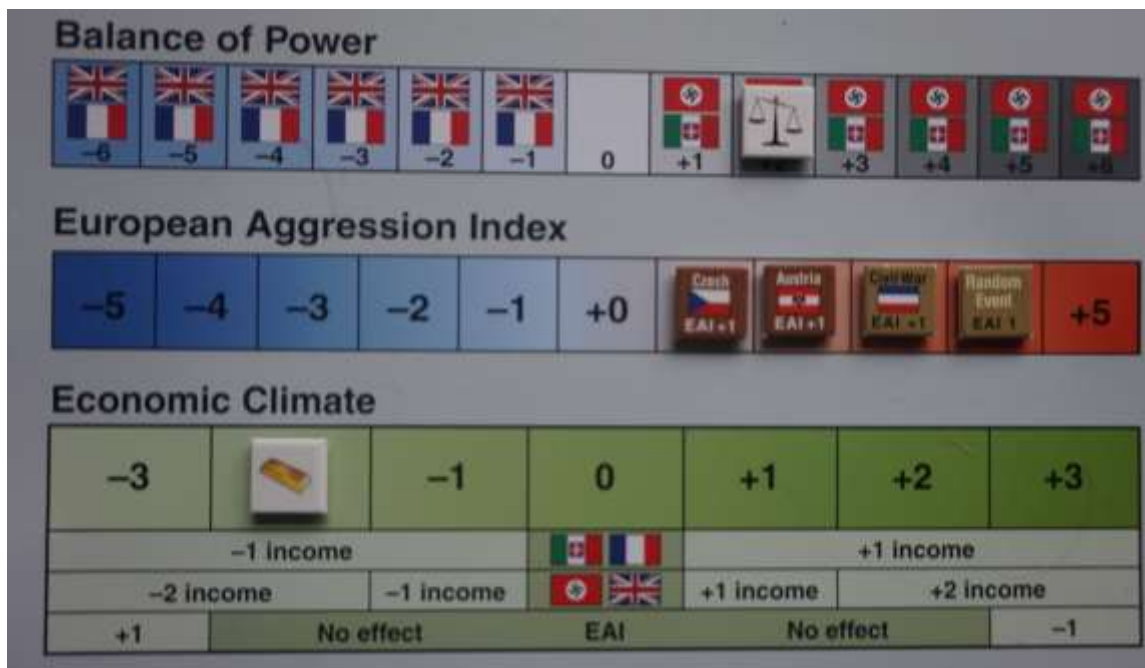 Balance of Power
−6 −5 −4 −3 −2 −1 0 +1 +3 +4 +5 +6
European Aggression Index
−5 −4 −3 −2 −1 +0 +5
Czech
EAI +1
Austria
EAI +1
Civil War
EAI +1
Random
Event
EAI 1
Economic Climate
−3 −1 0 +1 +2 +3
−1 income +1 income
−2 income −1 income +1 income +2 income
+1 No effect EAI No effect −1